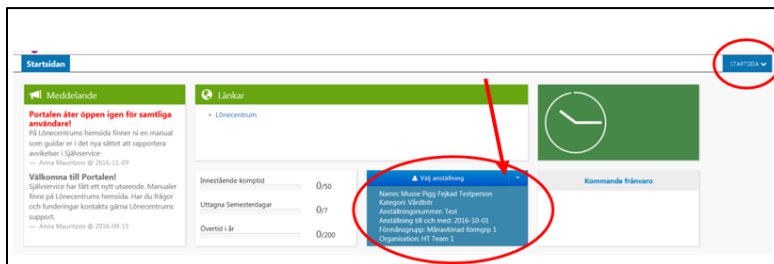 Startsidan
STARTSIDA
Meddelande
Portalen åter öppen igen för samtliga
användare!
På Lönecentrums hemsida finner ni en manual
som guidar er i det nya sättet att rapportera
avvikelser i Självservice
— Anna Mauritzon @ 2016-11-09
Välkomna till Portalen!
Självservice har fått ett nytt utseende. Manualer
finns på Lönecentrums hemsida. Har du frågor
och funderingar kontakta gärna Lönecentrums
support.
— Anna Mauritzon @ 2016-09-15
Länkar
Lönecentrum
Innestående komptid
0/50
Uttagna Semesterdagar
0/7
Övertid i år
0/200
Välj anställning
Namn: Musse Pigg Fejkad Testperson
Kategori: Vårdbitr
Anställningsnummer: Test
Anställning till och med: 2016-10-01
Förmånsgrupp: Månavlönad förmgrp 1
Organisation: HT Team 1
Kommande frånvaro